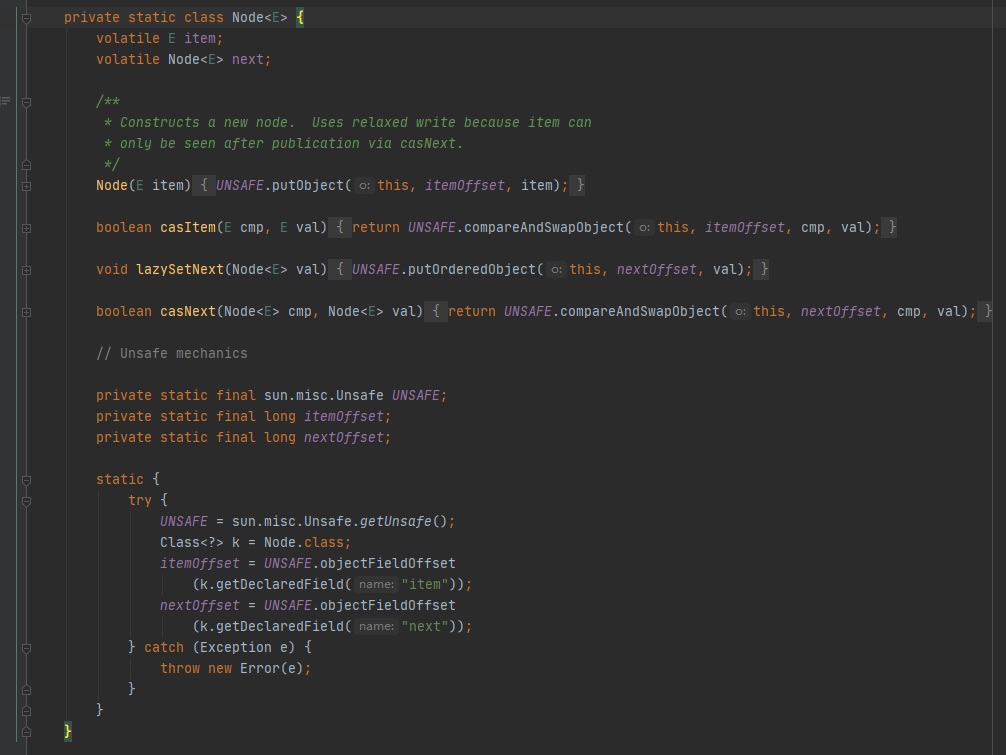 private static class Node<E> {
volatile E item;
volatile Node<E> next;
/**
* Constructs a new node.  Uses relaxed write because item can
* only be seen after publication via casNext.
*/
Node(E item) { UNSAFE.putObject( o: this, itemOffset, item); }
boolean casItem(E cmp, E val) { return UNSAFE.compareAndSwapObject( o: this, itemOffset, cmp, val); }
void lazySetNext(Node<E> val) { UNSAFE.putOrderedObject( o: this, nextOffset, val); }
boolean casNext(Node<E> cmp, Node<E> val) { return UNSAFE.compareAndSwapObject( o: this, nextOffset, cmp, val); }
// Unsafe mechanics
private static final sun.misc.Unsafe UNSAFE;
private static final long itemOffset;
private static final long nextOffset;
static {
try {
UNSAFE = sun.misc.Unsafe.getUnsafe();
Class<?> k = Node.class;
itemOffset = UNSAFE.objectFieldOffset
(k.getDeclaredField( name: "item"));
nextOffset = UNSAFE.objectFieldOffset
(k.getDeclaredField( name: "next"));
} catch (Exception e) {
throw new Error(e);
}
}
}